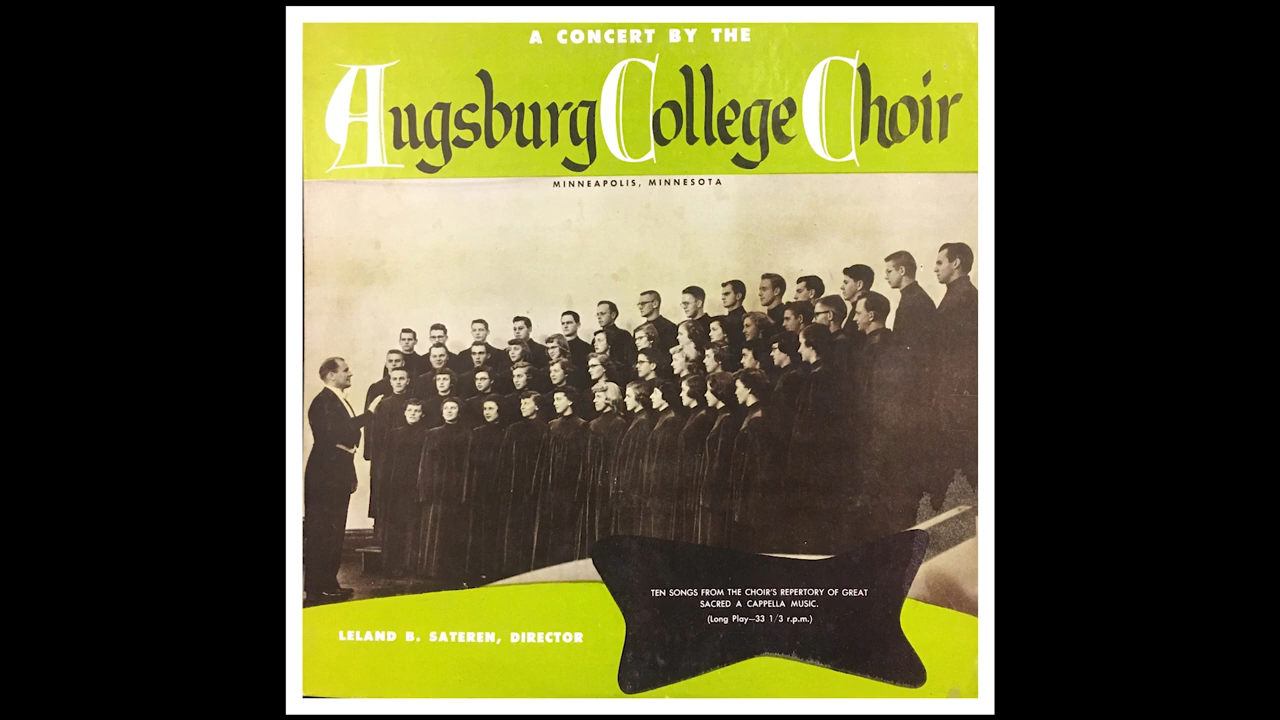 A CONCERT BY THE
Augsburg College Choir
MINNEAPOLIS, MINNESOTA
TEN SONGS FROM THE CHOIR'S REPERTORY OF GREAT
SACRED A CAPPELLA MUSIC.
(Long Play—33 1/3 r.p.m.)
LELAND B. SATEREN, DIRECTOR